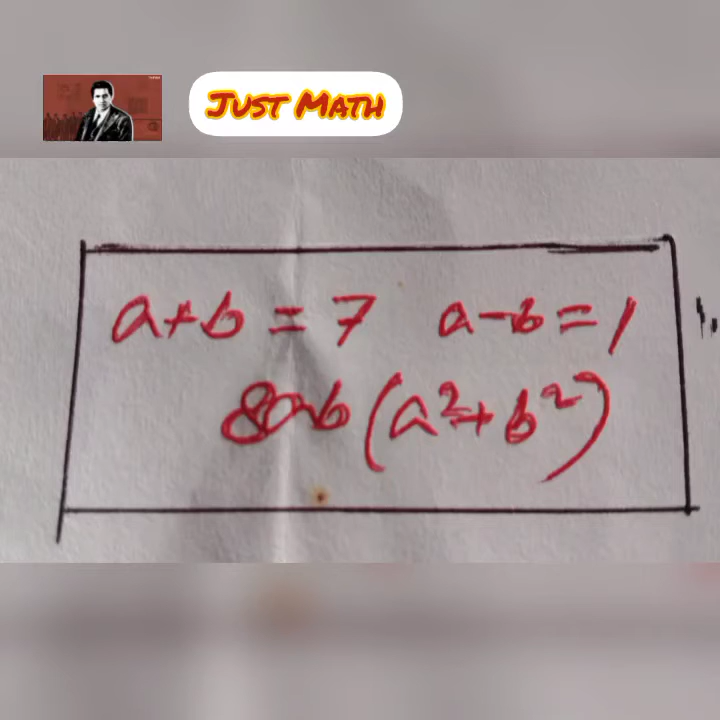 Just Math
a+b = 7 a-b = 1
8ab (a²+b²)